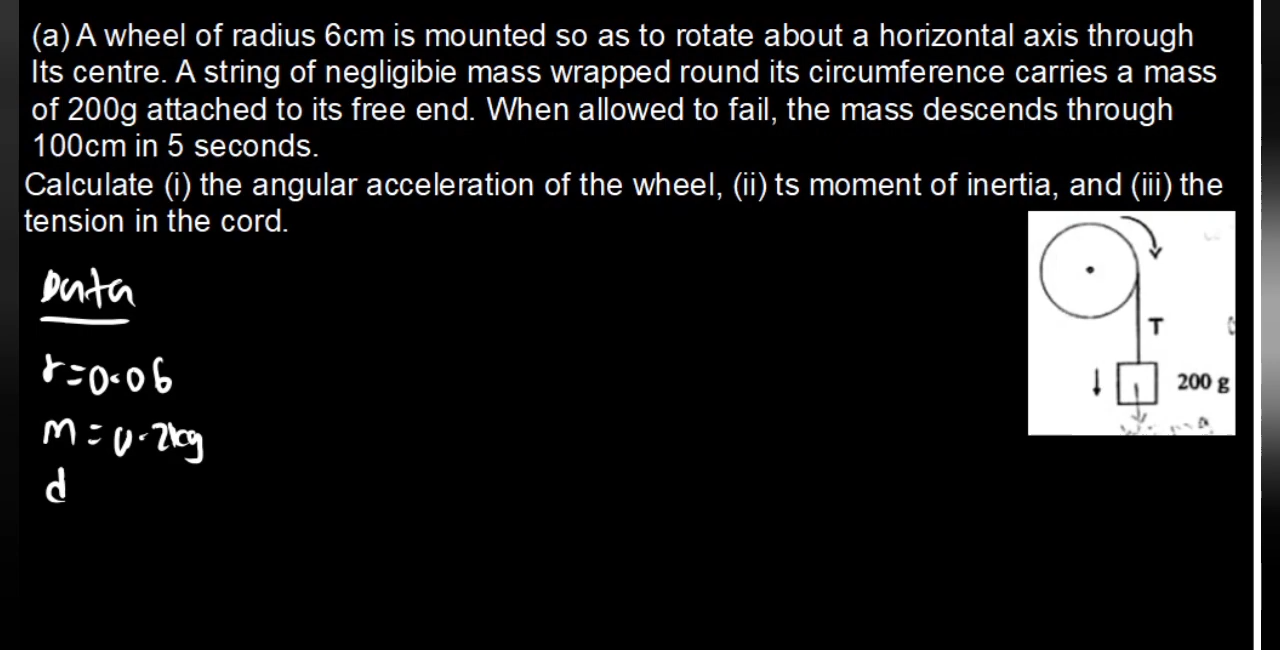 (a) A wheel of radius 6cm is mounted so as to rotate about a horizontal axis through
Its centre. A string of negligibie mass wrapped round its circumference carries a mass
of 200g attached to its free end. When allowed to fail, the mass descends through
100cm in 5 seconds.
Calculate (i) the angular acceleration of the wheel, (ii) ts moment of inertia, and (iii) the
tension in the cord.
Data
r=0.06
m=0.2kg
d
T
200 g